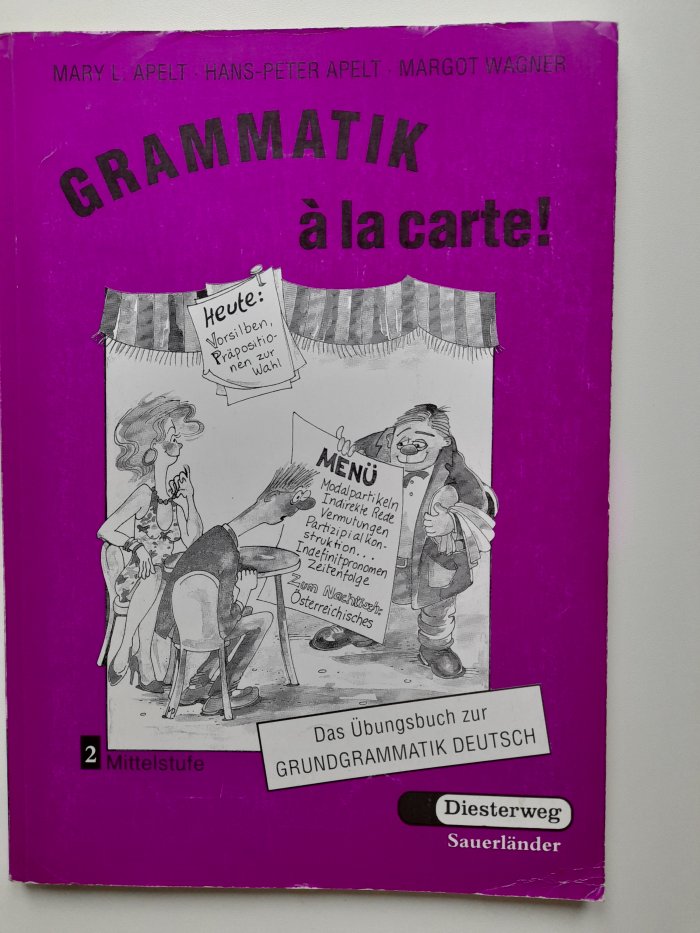 MARY L. APELT · HANS-PETER APELT · MARGOT WAGNER
GRAMMATIK
à la carte!
Heute:
Vorsilben,
Präpositio-
nen zur
Wahl
MENÜ
Modalpartikeln
Indirekte Rede
Vermutungen
Partizipialkon-
struktion...
Indefinitpronomen
Zeitenfolge
Zum Nachtisch:
Österreichisches
Das Übungsbuch zur
GRUNDGRAMMATIK DEUTSCH
2 Mittelstufe
Diesterweg
Sauerländer